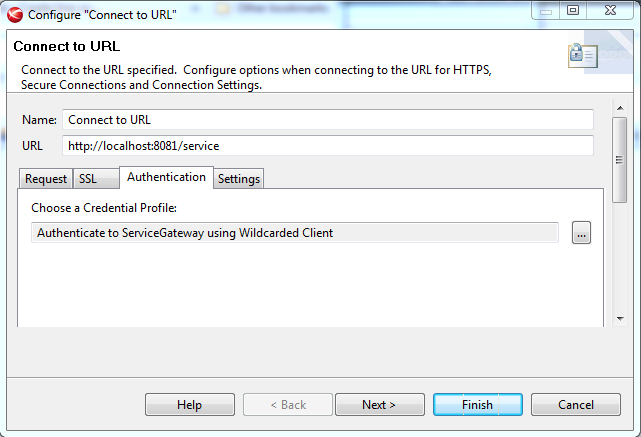 Configure "Connect to URL"
Connect to URL
Connect to the URL specified.  Configure options when connecting to the URL for HTTPS,
Secure Connections and Connection Settings.
Name: Connect to URL
URL http://localhost:8081/service
Request SSL Authentication Settings
Choose a Credential Profile:
Authenticate to ServiceGateway using Wildcarded Client ...
Help < Back Next > Finish Cancel